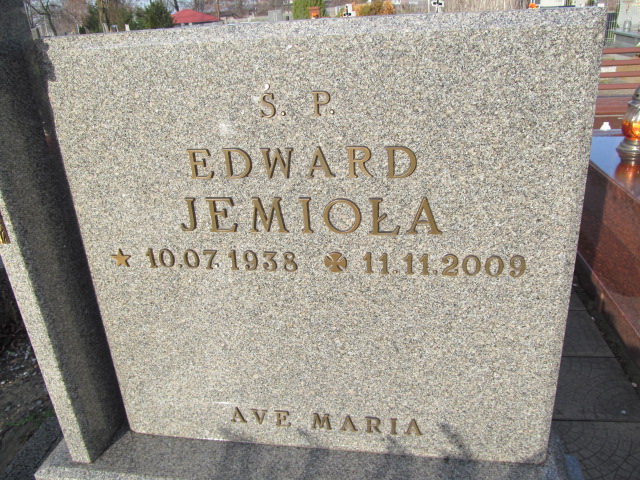 Ś. P.
EDWARD
JEMIOŁA
★ 10.07.1938 ✠ 11.11.2009
AVE MARIA